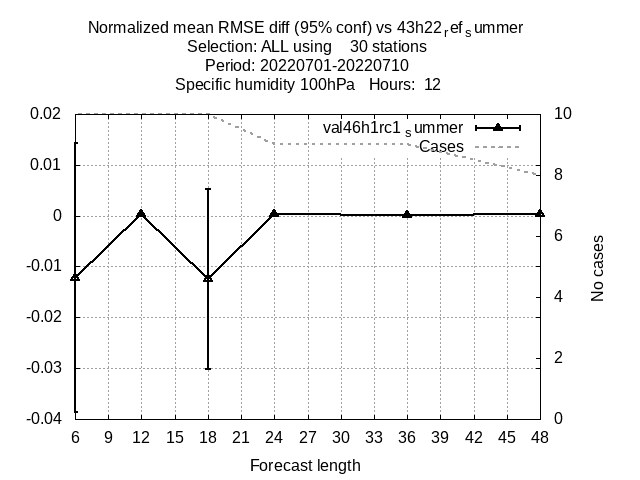 Normalized mean RMSE diff (95% conf) vs 43h22refsummer
Selection: ALL using 30 stations
Period: 20220701-20220710
Specific humidity 100hPa Hours: 12
0.02
0.01
0
-0.01
-0.02
-0.03
-0.04
10
8
6
4
2
0
val46h1rc1summer
Cases
No cases
6 9 12 15 18 21 24 27 30 33 36 39 42 45 48
Forecast length